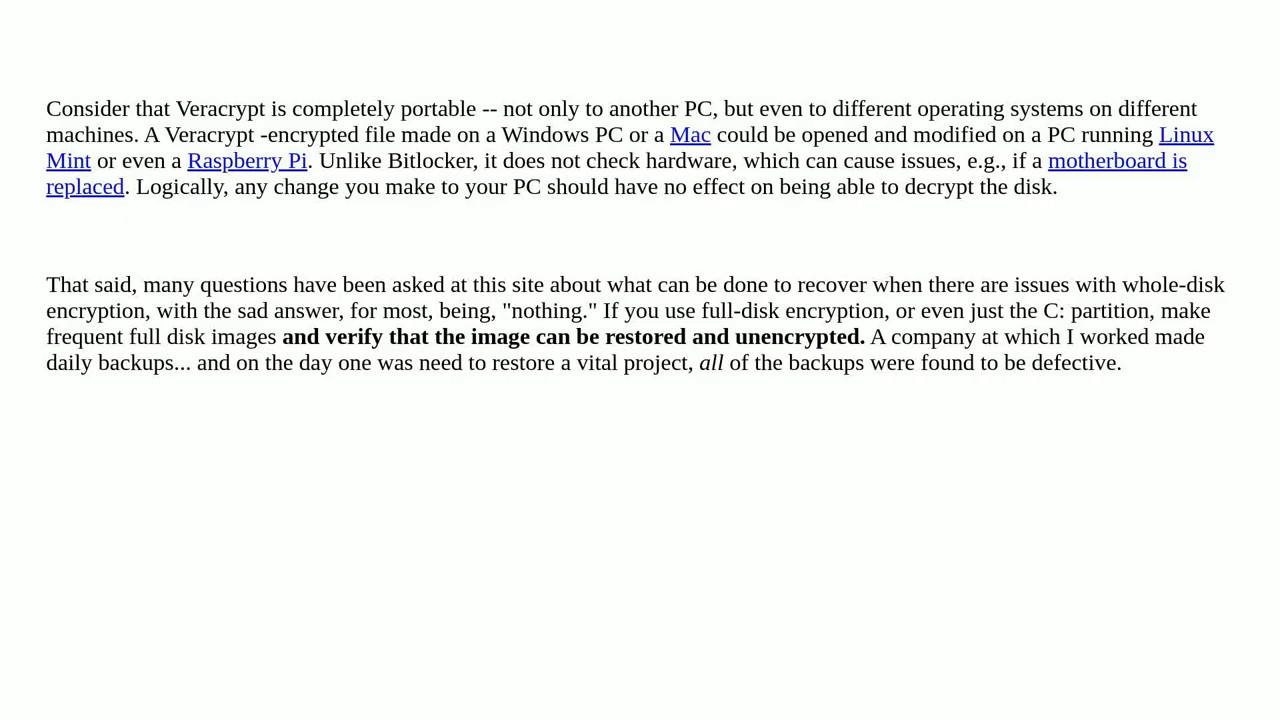 Consider that Veracrypt is completely portable -- not only to another PC, but even to different operating systems on different
machines. A Veracrypt -encrypted file made on a Windows PC or a Mac could be opened and modified on a PC running Linux
Mint or even a Raspberry Pi. Unlike Bitlocker, it does not check hardware, which can cause issues, e.g., if a motherboard is
replaced. Logically, any change you make to your PC should have no effect on being able to decrypt the disk.
That said, many questions have been asked at this site about what can be done to recover when there are issues with whole-disk
encryption, with the sad answer, for most, being, "nothing." If you use full-disk encryption, or even just the C: partition, make
frequent full disk images and verify that the image can be restored and unencrypted. A company at which I worked made
daily backups... and on the day one was need to restore a vital project, all of the backups were found to be defective.